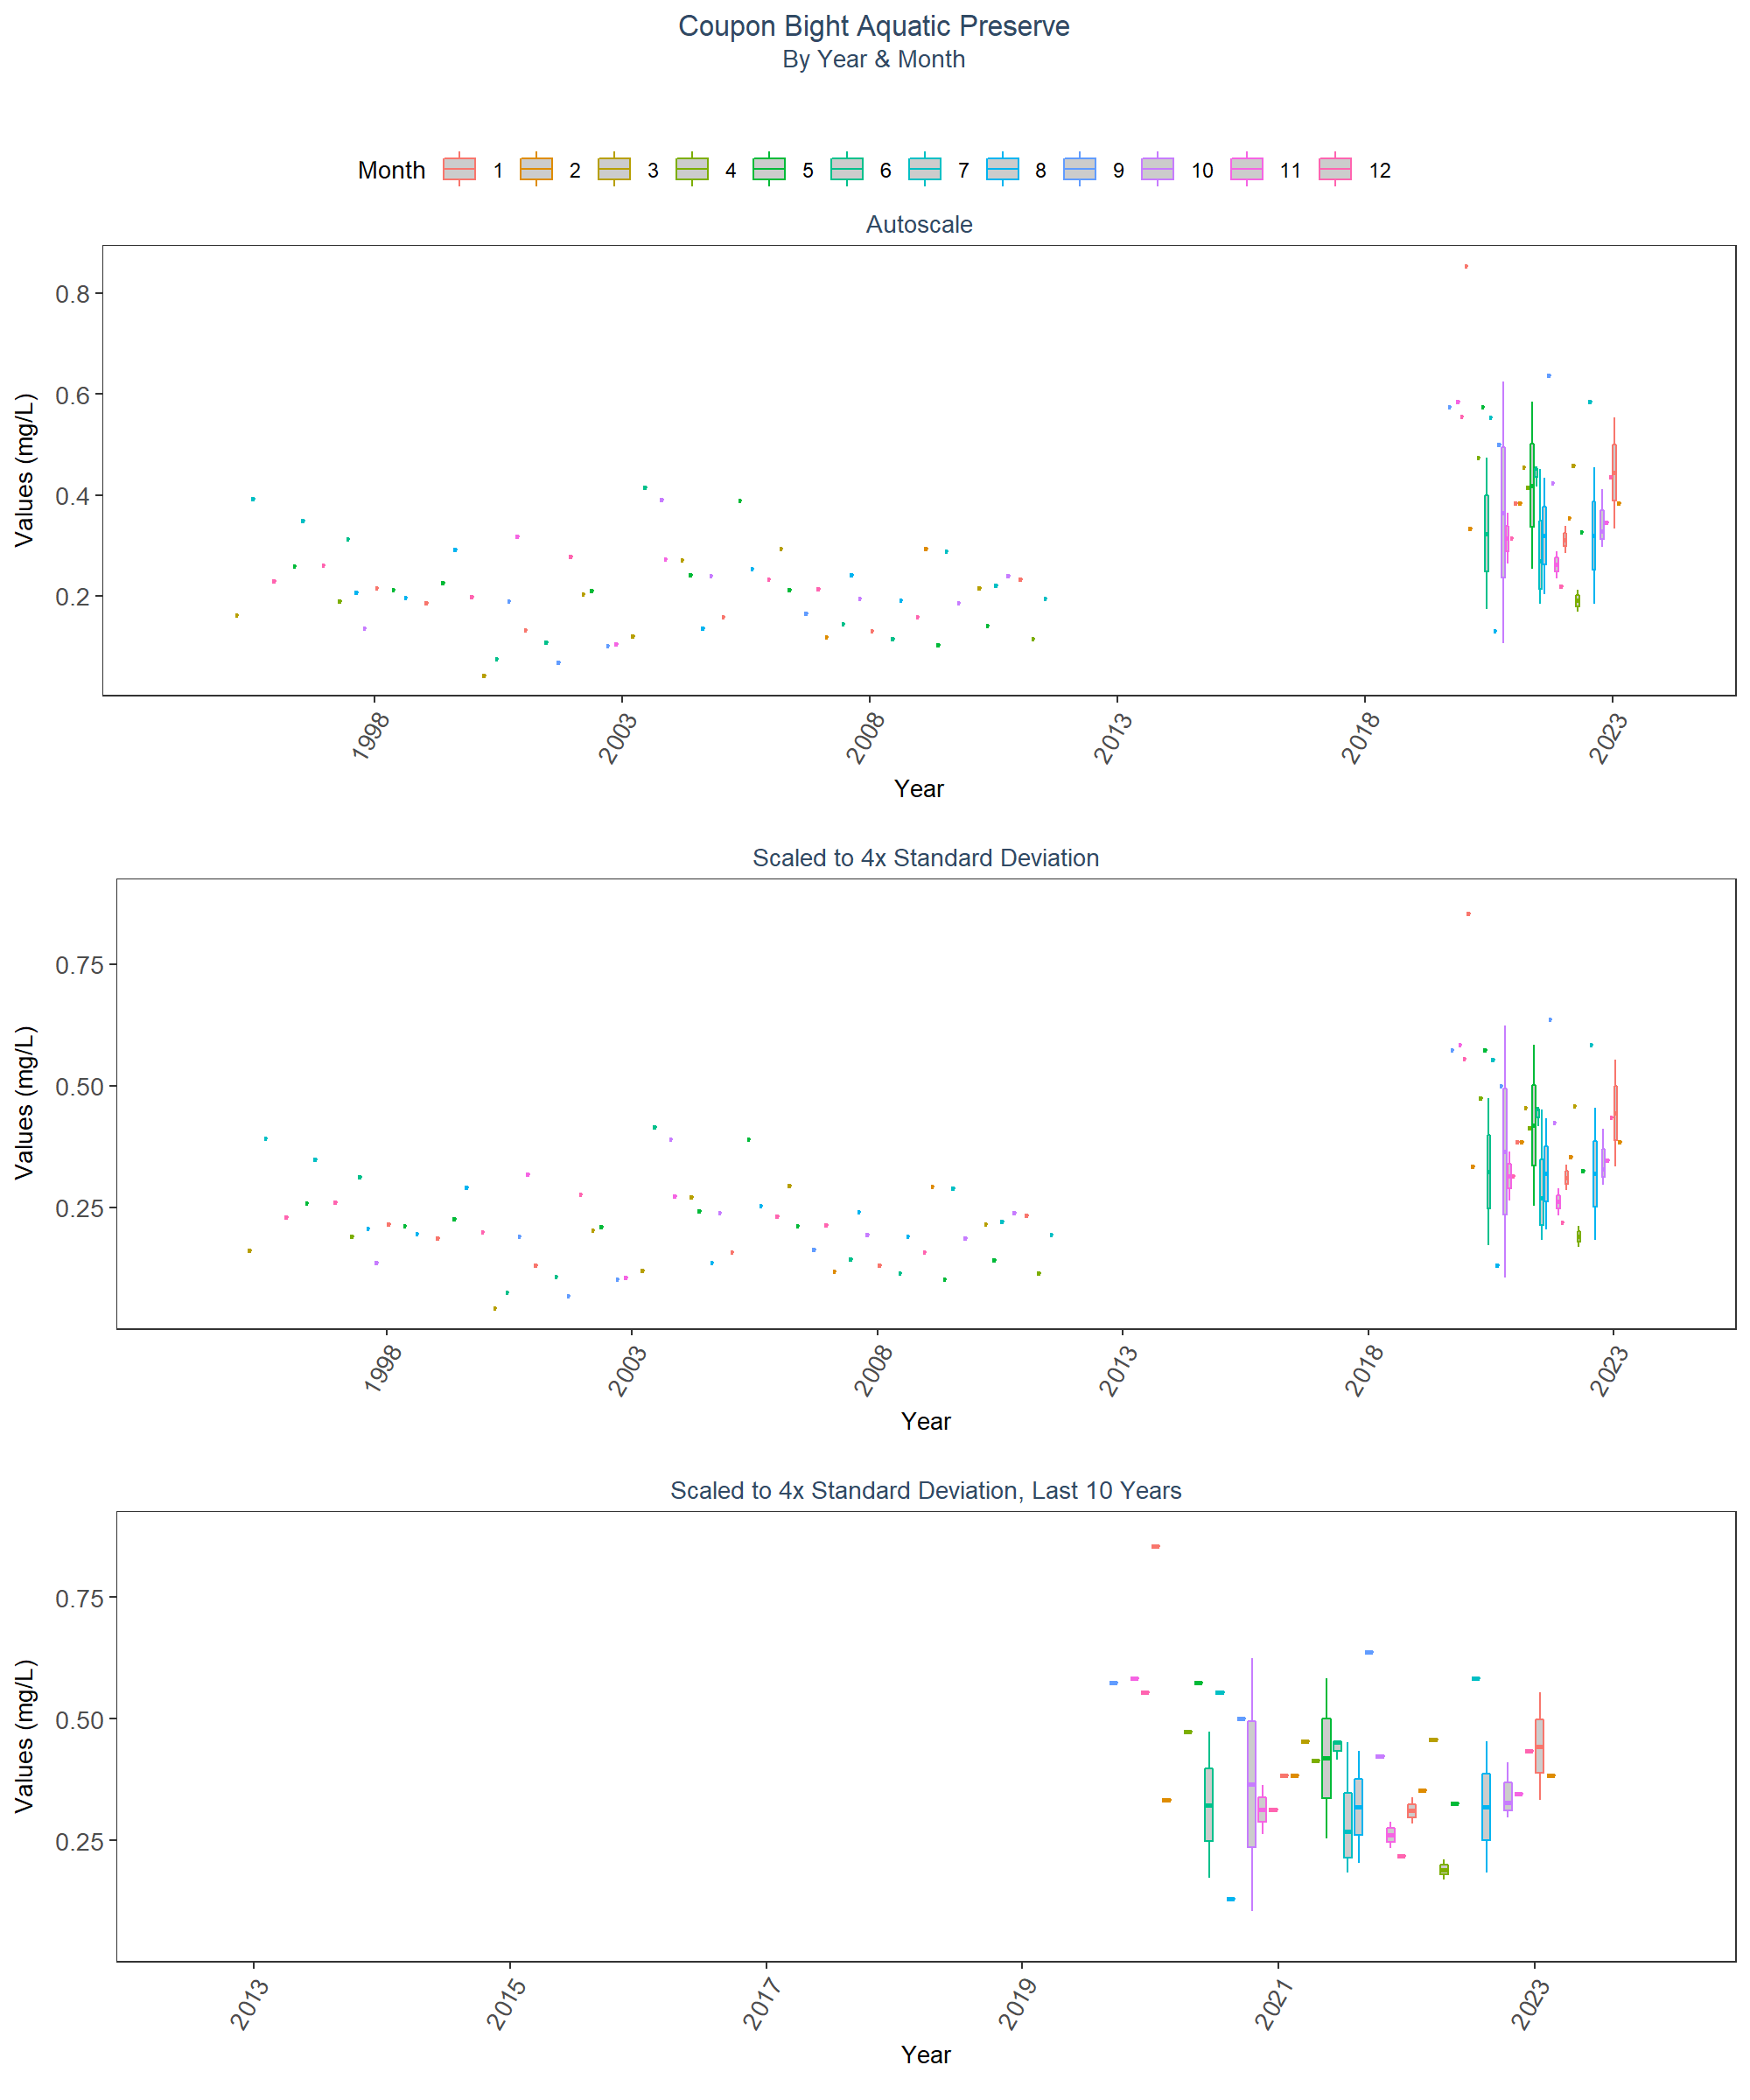 Coupon Bight Aquatic Preserve
By Year & Month
Month 1 2 3 4 5 6 7 8 9 10 11 12
Autoscale
Values (mg/L)
0.8
0.6
0.4
0.2
1998 2003 2008 2013 2018 2023
Year
Scaled to 4x Standard Deviation
Values (mg/L)
0.75
0.50
0.25
1998 2003 2008 2013 2018 2023
Year
Scaled to 4x Standard Deviation, Last 10 Years
Values (mg/L)
0.75
0.50
0.25
2013 2015 2017 2019 2021 2023
Year